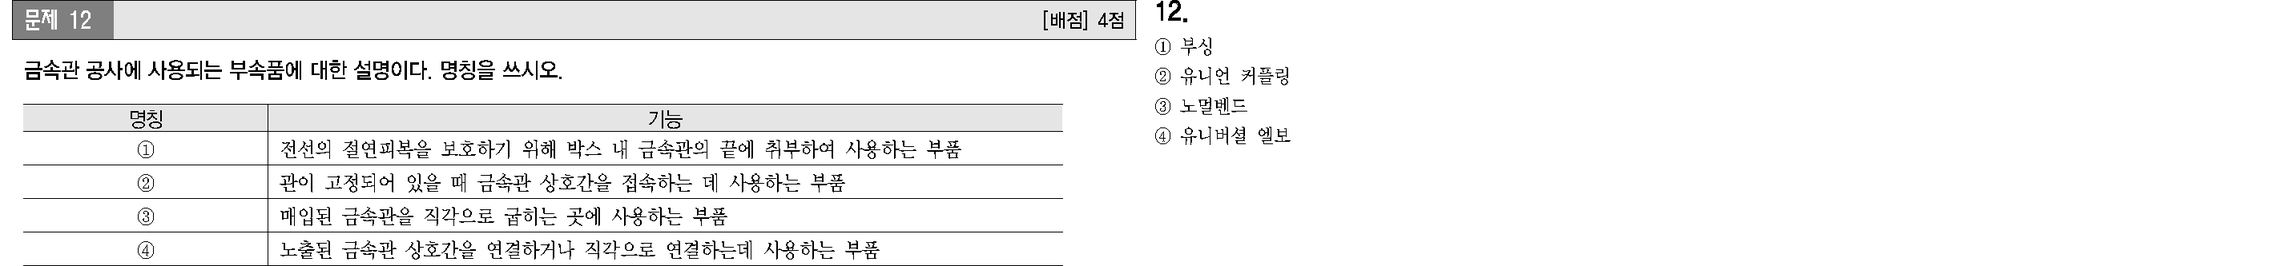 문제 12
[배점] 4점
금속관 공사에 사용되는 부속품에 대한 설명이다. 명칭을 쓰시오.
명칭 기능
① 전선의 절연피복을 보호하기 위해 박스 내 금속관의 끝에 취부하여 사용하는 부품
② 관이 고정되어 있을 때 금속관 상호간을 접속하는 데 사용하는 부품
③ 매입된 금속관을 직각으로 굽히는 곳에 사용하는 부품
④ 노출된 금속관 상호간을 연결하거나 직각으로 연결하는데 사용하는 부품
12.
① 부싱
② 유니언 커플링
③ 노멀벤드
④ 유니버셜 엘보